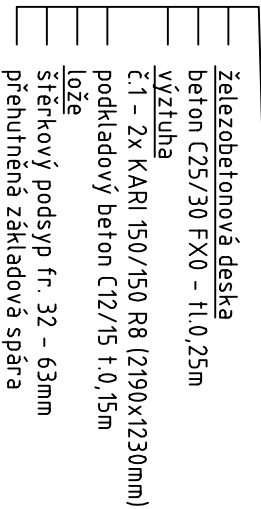 železobetonová deska
beton C25/30 FX0 - tl.0,25m
výztuha
č.1 - 2x KARI 150/150 R8 (2190x1230mm)
podkladový beton C12/15 t.0,15m
lože
štěrkový podsyp fr. 32 - 63mm
přehutněná základová spára